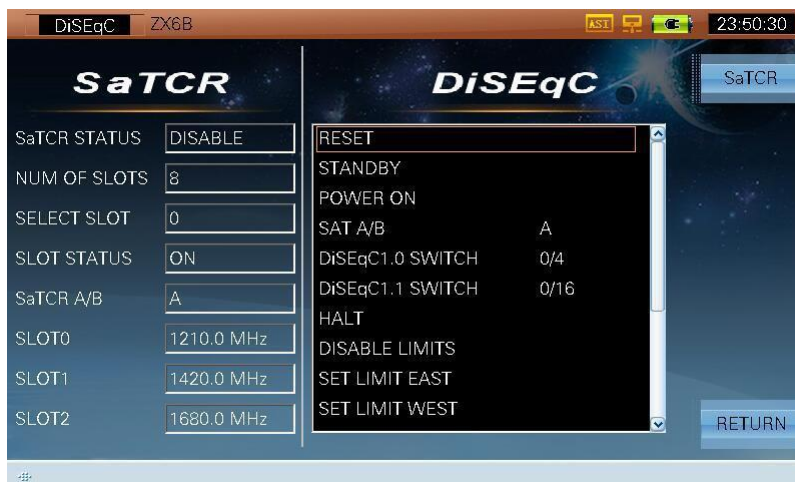 DiSEqC ZX6B AST 23:50:30
SaTCR
DiSEqC
SaTCR
SaTCR STATUS DISABLE
NUM OF SLOTS 8
SELECT SLOT 0
SLOT STATUS ON
SaTCR A/B A
SLOT0 1210.0 MHz
SLOT1 1420.0 MHz
SLOT2 1680.0 MHz
RESET
STANDBY
POWER ON
SAT A/B A
DiSEqC1.0 SWITCH 0/4
DiSEqC1.1 SWITCH 0/16
HALT
DISABLE LIMITS
SET LIMIT EAST
SET LIMIT WEST
RETURN